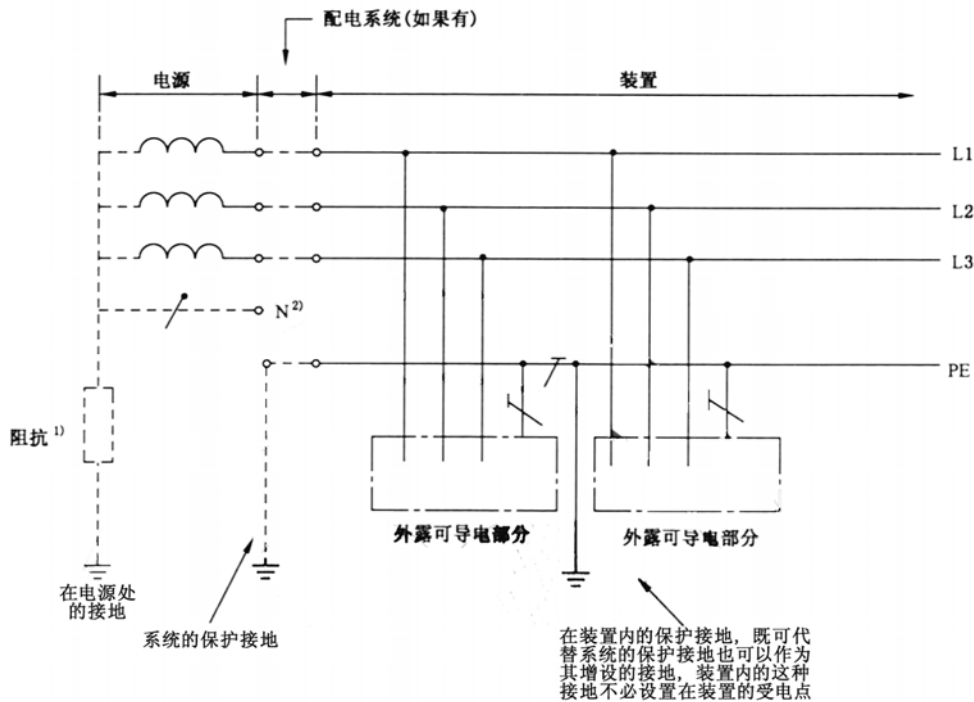 配电系统(如果有)
电源
装置
L1
L2
L3
N2)
PE
阻抗1)
外露可导电部分
外露可导电部分
在电源处
的接地
系统的保护接地
在装置内的保护接地，既可代
替系统的保护接地也可以作为
其增设的接地，装置内的这种
接地不必设置在装置的受电点